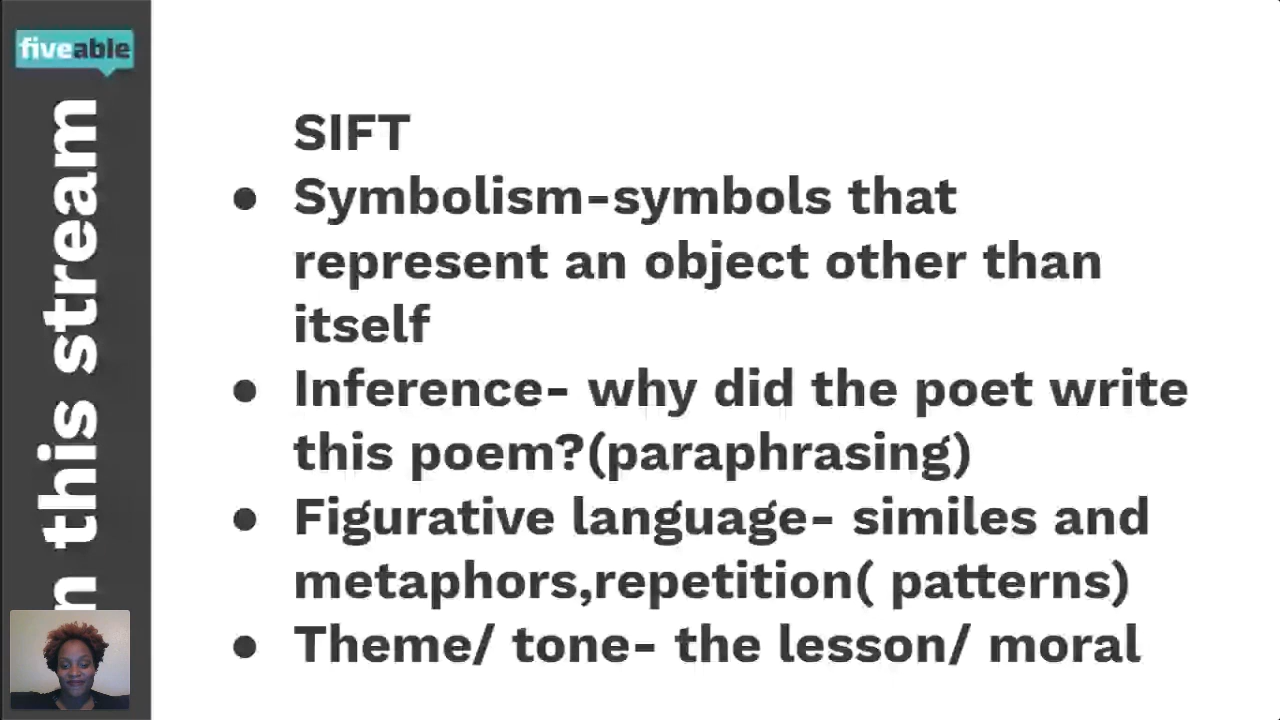 fiveable
n this stream
SIFT
● Symbolism-symbols that
represent an object other than
itself
● Inference- why did the poet write
this poem?(paraphrasing)
● Figurative language- similes and
metaphors,repetition( patterns)
● Theme/ tone- the lesson/ moral